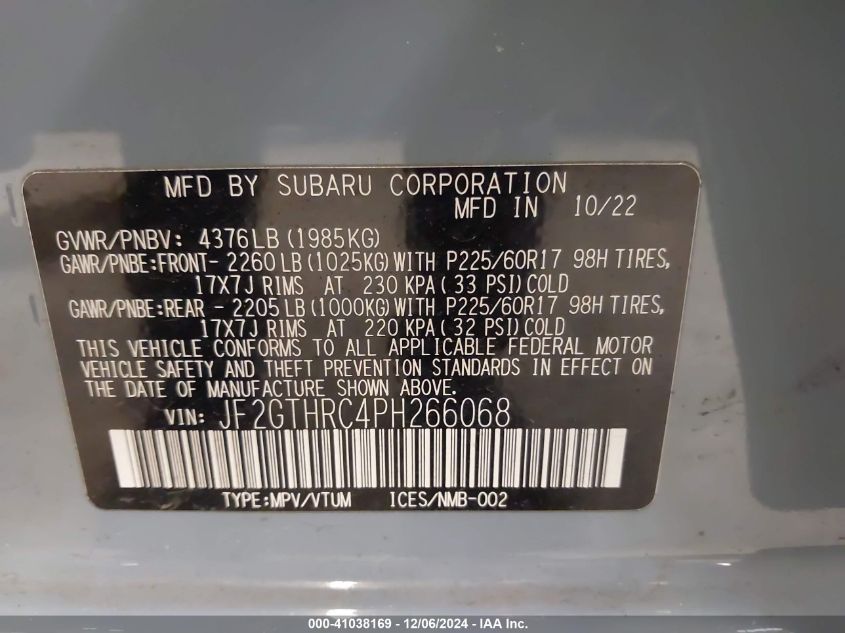 MFD BY SUBARU CORPORATION
MFD IN 10/22
GVWR/PNBV: 4376LB (1985KG)
GAWR/PNBE:FRONT- 2260 LB (1025KG) WITH P225/60R17 98H TIRES,
17X7J RIMS AT 230 KPA ( 33 PSI) COLD
GAWR/PNBE:REAR - 2205 LB (1000KG) WITH P225/60R17 98H TIRES,
17X7J RIMS AT 220 KPA ( 32 PSI) COLD
THIS VEHICLE CONFORMS TO ALL APPLICABLE FEDERAL MOTOR
VEHICLE SAFETY AND THEFT PREVENTION STANDARDS IN EFFECT ON
THE DATE OF MANUFACTURE SHOWN ABOVE.
VIN: JF2GTHRC4PH266068
TYPE:MPV/VTUM ICES/NMB-002
000-41038169 - 12/06/2024 - IAA Inc.